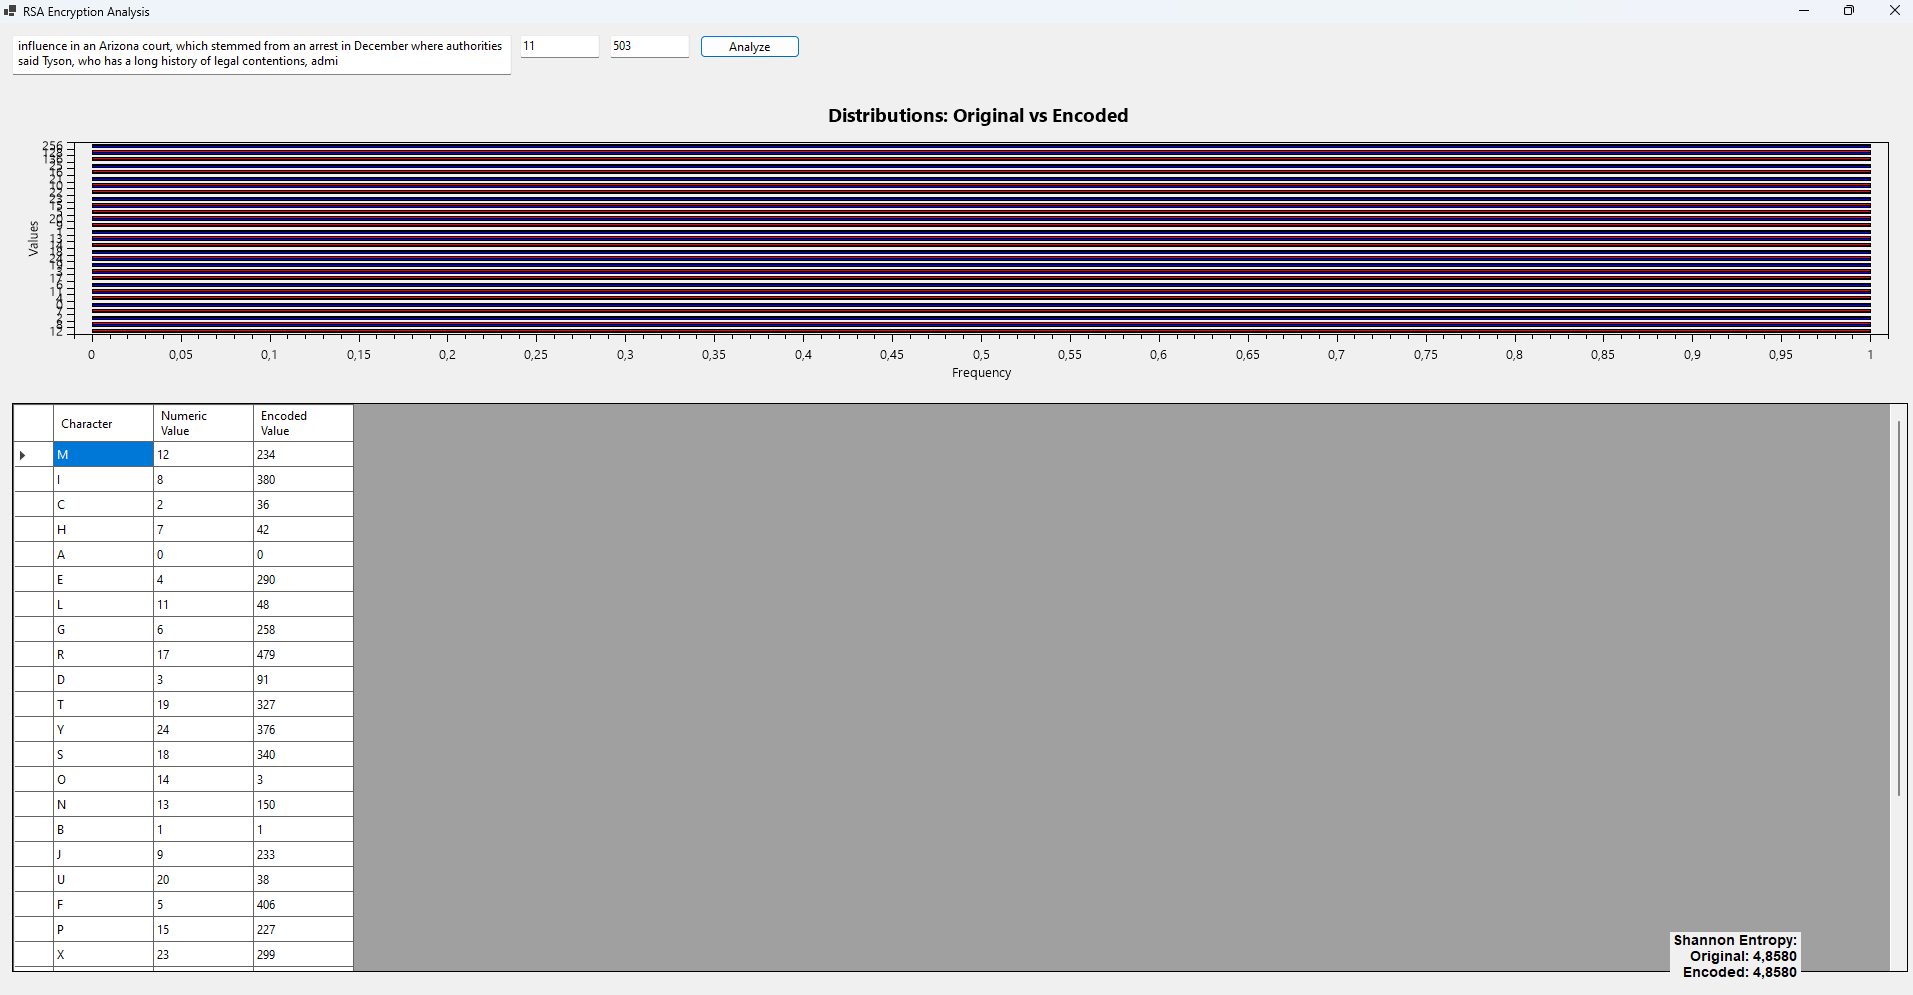 RSA Encryption Analysis
influence in an Arizona court, which stemmed from an arrest in December where authorities
said Tyson, who has a long history of legal contentions, admi
11
503
Analyze
Distributions: Original vs Encoded
Values
256
12
0 0,05 0,1 0,15 0,2 0,25 0,3 0,35 0,4 0,45 0,5 0,55 0,6 0,65 0,7 0,75 0,8 0,85 0,9 0,95 1
Frequency
Character Numeric Value Encoded Value
M 12 234
I 8 380
C 2 36
H 7 42
A 0 0
E 4 290
L 11 48
G 6 258
R 17 479
D 3 91
T 19 327
Y 24 376
S 18 340
O 14 3
N 13 150
B 1 1
J 9 233
U 20 38
F 5 406
P 15 227
X 23 299
Shannon Entropy:
Original: 4,8580
Encoded: 4,8580